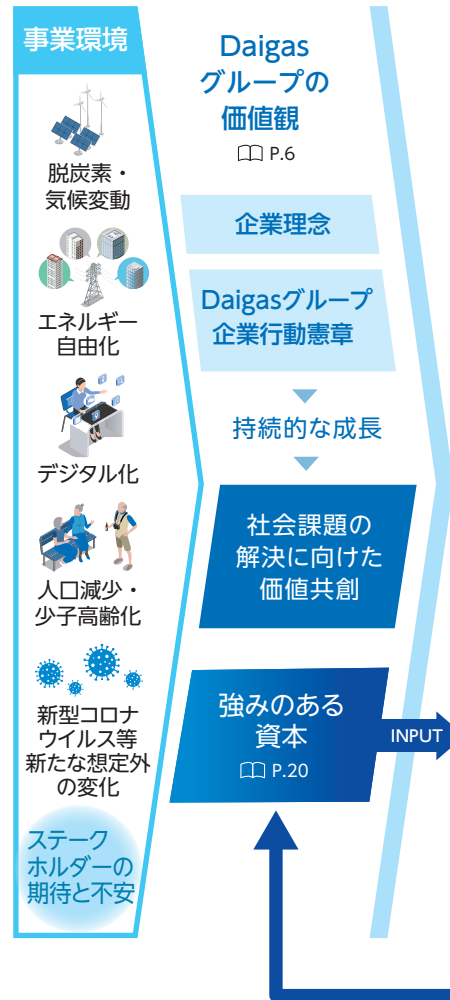 事業環境
脱炭素・
気候変動
エネルギー
自由化
デジタル化
人口減少・
少子高齢化
新型コロナ
ウイルス等
新たな想定外
の変化
ステーク
ホルダーの
期待と不安
Daigas
グループの
価値観
P.6
企業理念
Daigasグループ
企業行動憲章
持続的な成長
社会課題の
解決に向けた
価値共創
強みのある
資本
P.20
INPUT